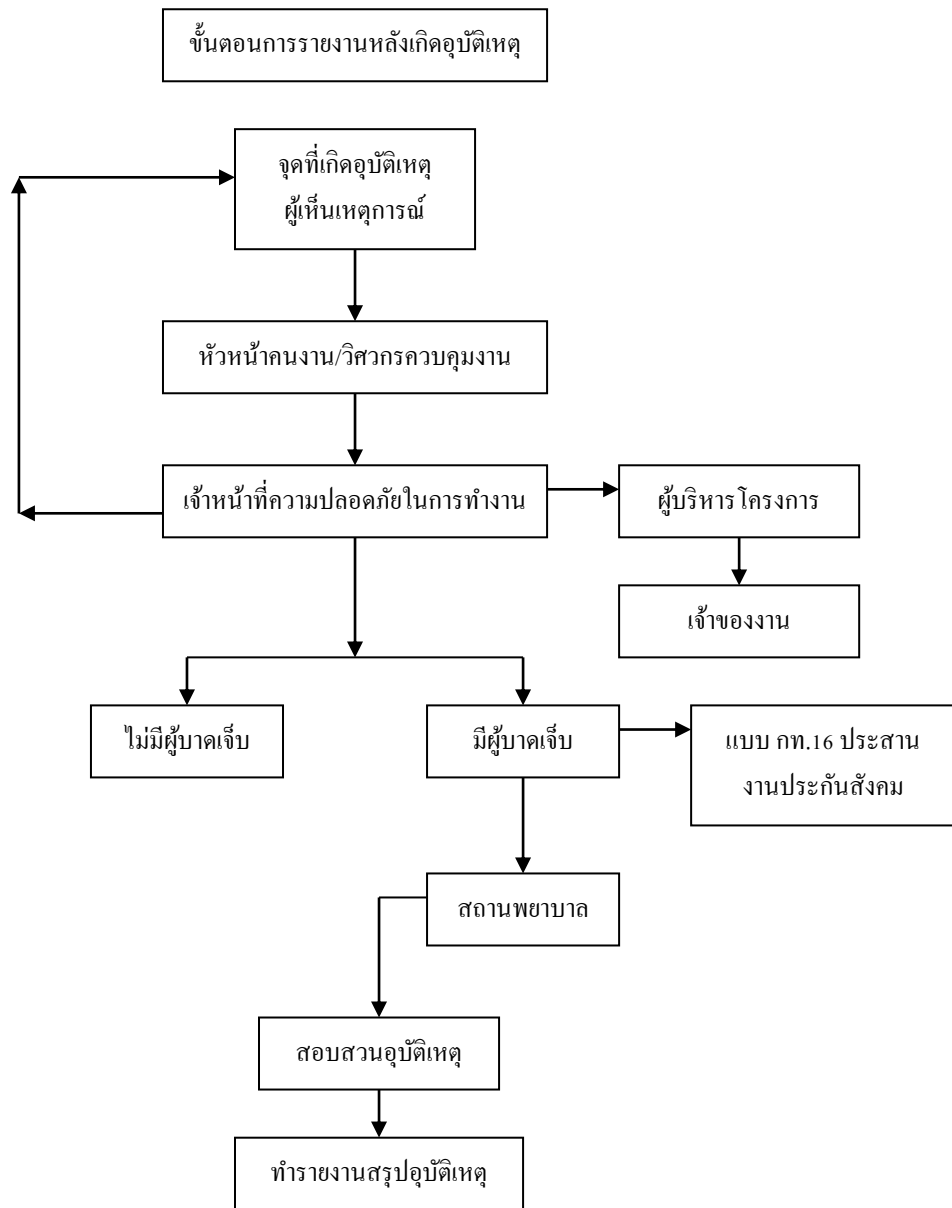 ขั้นตอนการรายงานหลังเกิดอุบัติเหตุ
จุดที่เกิดอุบัติเหตุ
ผู้เห็นเหตุการณ์
หัวหน้าคนงาน/วิศวกรควบคุมงาน
เจ้าหน้าที่ความปลอดภัยในการทำงาน
ผู้บริหารโครงการ
เจ้าของงาน
ไม่มีผู้บาดเจ็บ
มีผู้บาดเจ็บ
แบบ กท.16 ประสาน
งานประกันสังคม
สถานพยาบาล
สอบสวนอุบัติเหตุ
ทำรายงานสรุปอุบัติเหตุ